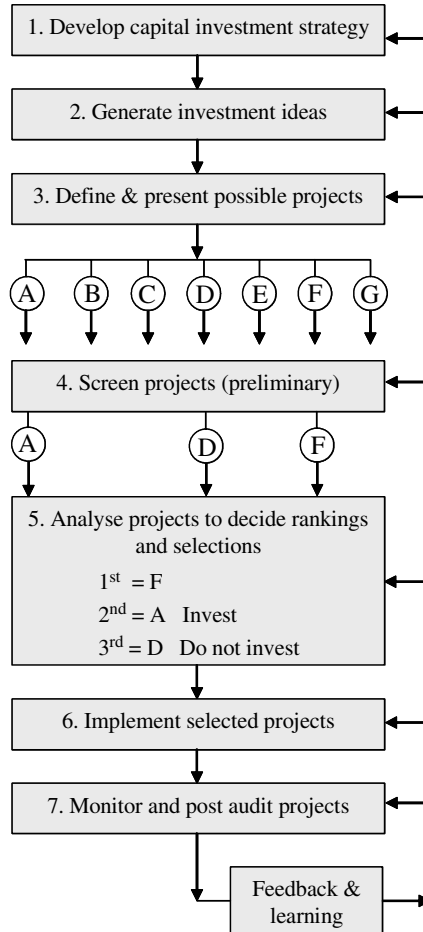 1. Develop capital investment strategy
2. Generate investment ideas
3. Define & present possible projects
A B C D E F G
4. Screen projects (preliminary)
A D F
5. Analyse projects to decide rankings
and selections
1st = F
2nd = A Invest
3rd = D Do not invest
6. Implement selected projects
7. Monitor and post audit projects
Feedback &
learning